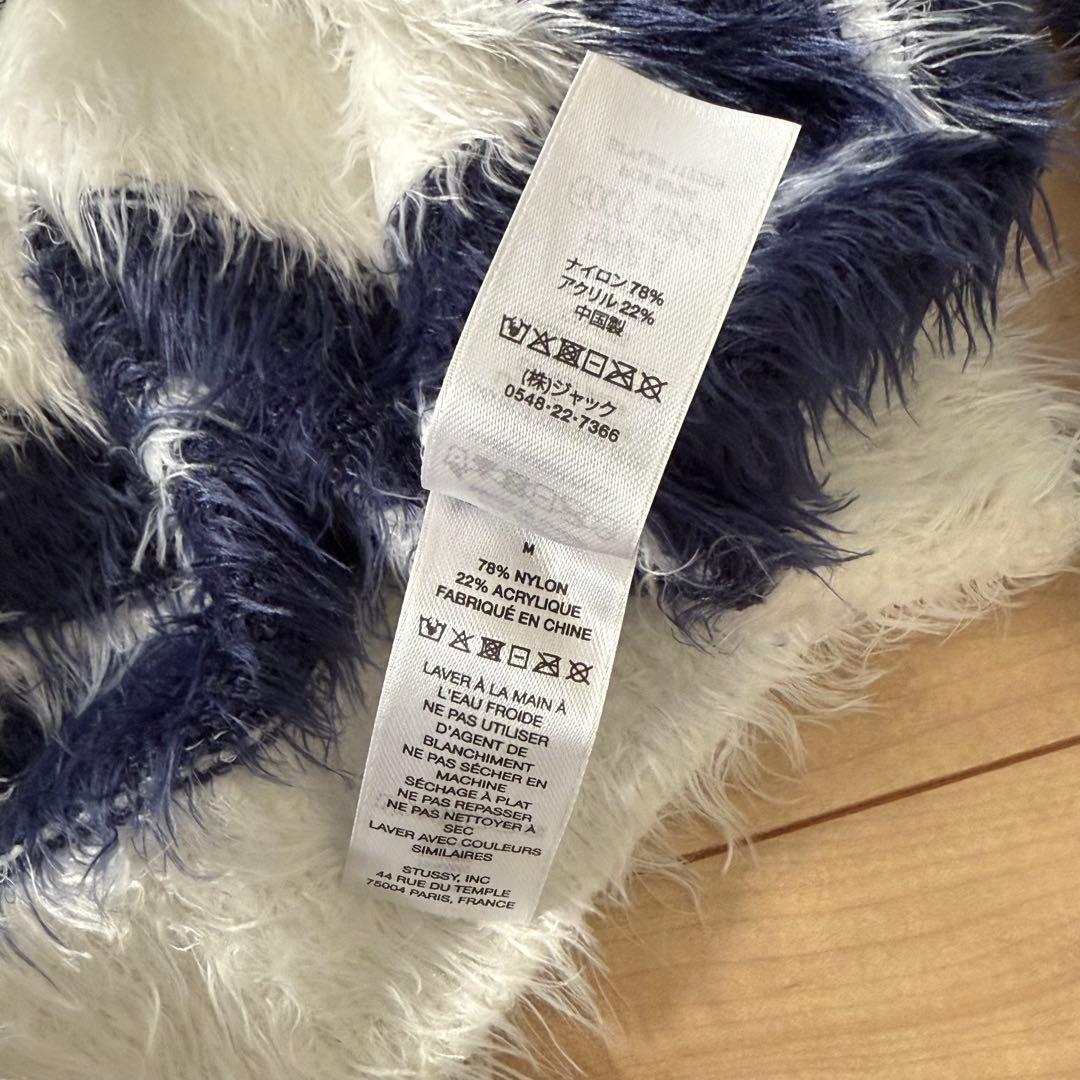 ナイロン 78%
アクリル 22%
中国製
(株)ジャック
0548・22・7366
M
78% NYLON
22% ACRYLIQUE
FABRIQUÉ EN CHINE
LAVER À LA MAIN À
L'EAU FROIDE
NE PAS UTILISER
D'AGENT DE
BLANCHIMENT
NE PAS SÉCHER EN
MACHINE
SÉCHAGE À PLAT
NE PAS REPASSER
NE PAS NETTOYER À
SEC
LAVER AVEC COULEURS
SIMILAIRES
STUSSY, INC
44 RUE DU TEMPLE
75004 PARIS, FRANCE